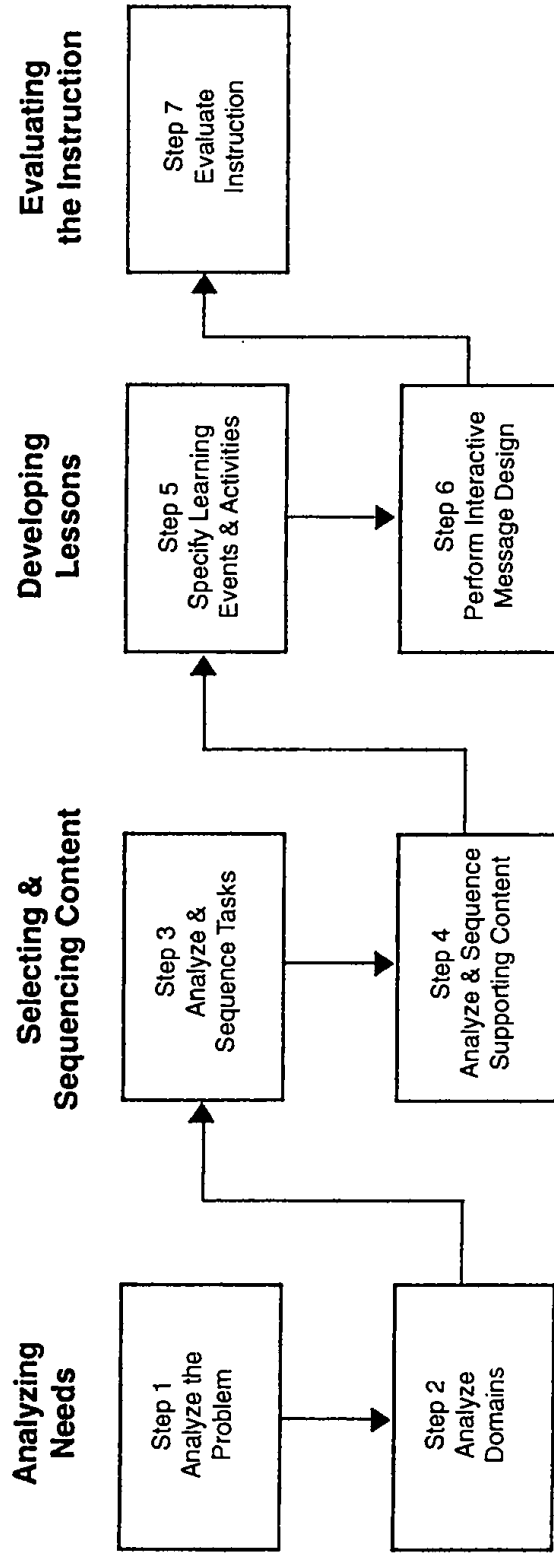 Analyzing
Needs
Step 1
Analyze the
Problem
Step 2
Analyze
Domains
Selecting &
Sequencing Content
Step 3
Analyze &
Sequence Tasks
Step 4
Analyze & Sequence
Supporting Content
Developing
Lessons
Step 5
Specify Learning
Events & Activities
Step 6
Perform Interactive
Message Design
Evaluating
the Instruction
Step 7
Evaluate
Instruction